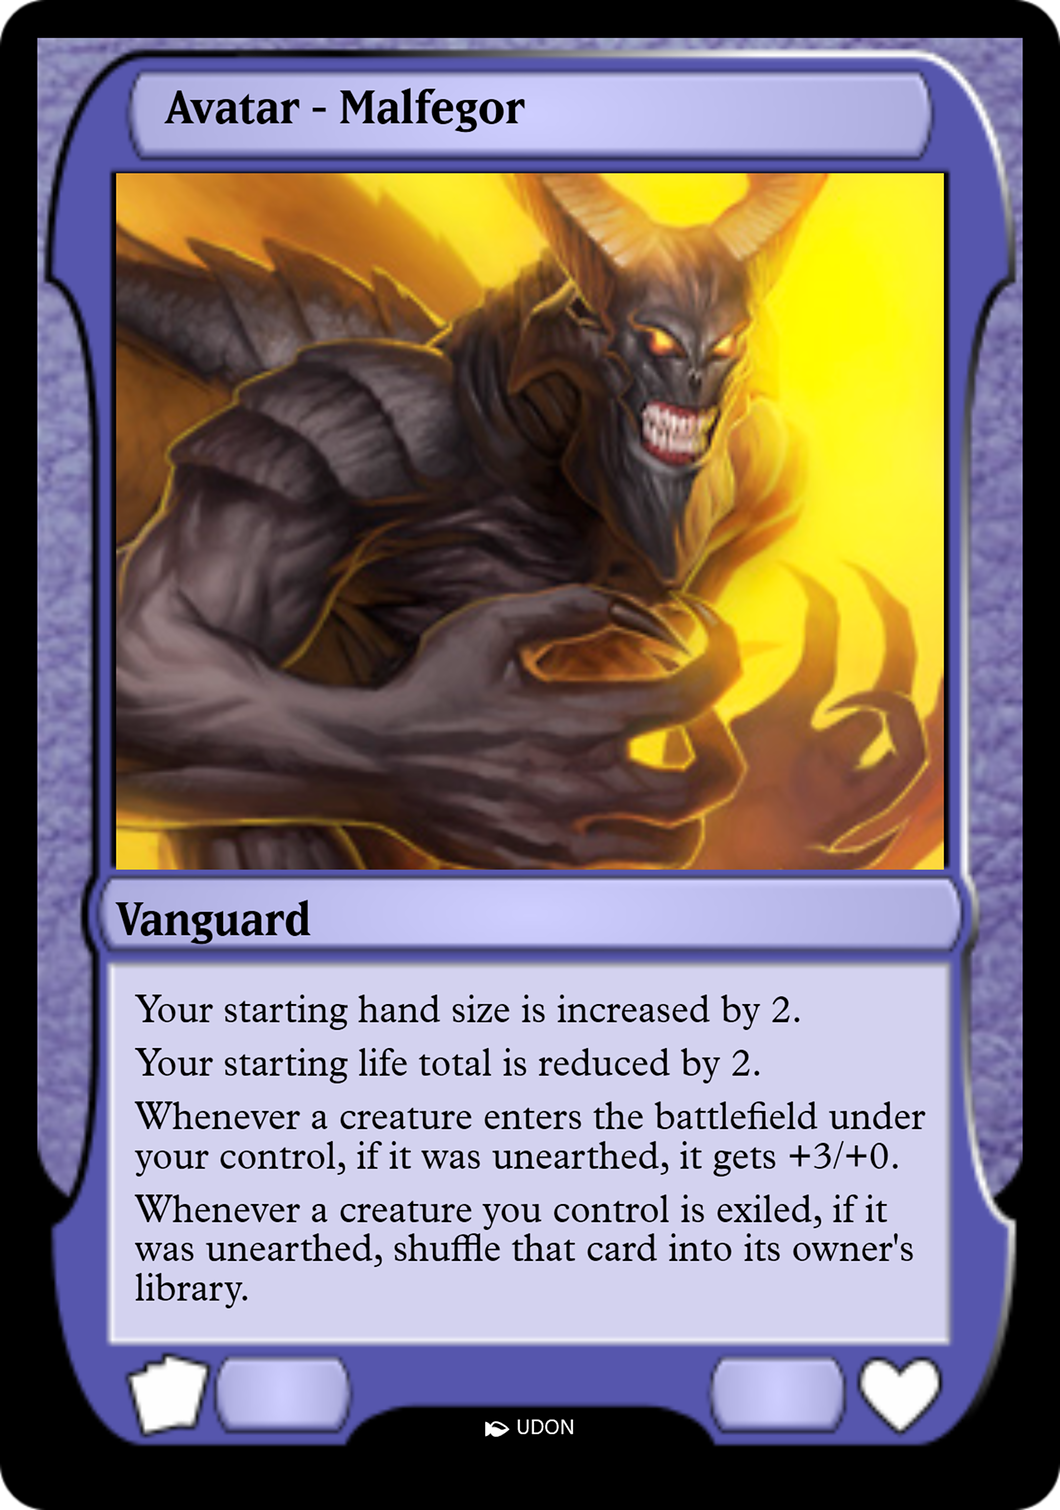 Avatar - Malfegor
Vanguard
Your starting hand size is increased by 2.
Your starting life total is reduced by 2.
Whenever a creature enters the battlefield under
your control, if it was unearthed, it gets +3/+0.
Whenever a creature you control is exiled, if it
was unearthed, shuffle that card into its owner's
library.
UDON